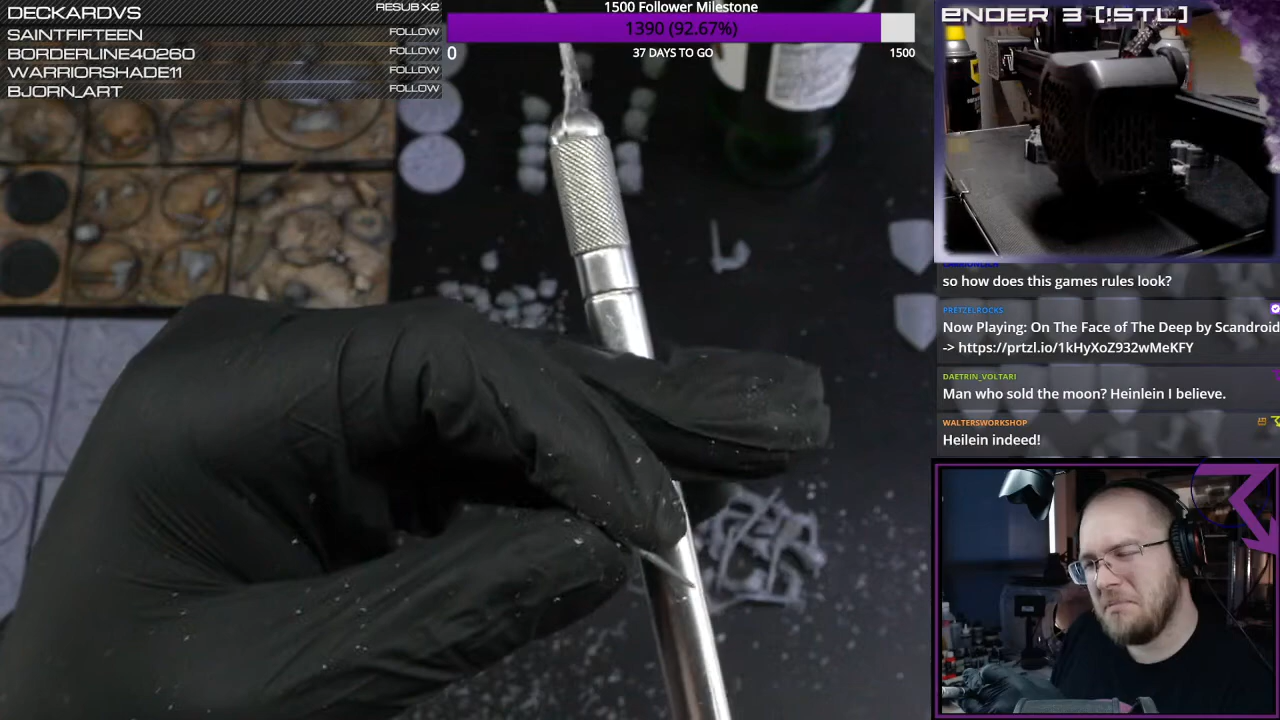 DECKARDVS RESUB X2
SAINTFIFTEEN FOLLOW
BORDERLINE40260 FOLLOW
WARRIORSHADE11 FOLLOW
BJORN_ART FOLLOW
1500 Follower Milestone
1390 (92.67%)
0 37 DAYS TO GO 1500
ENDER 3 [!STL]
so how does this games rules look?
PRETZELROCKS
Now Playing: On The Face of The Deep by Scandroid
-> https://prtzl.io/1kHyXoZ932wMeKFY
DAETRIN_VOLTARI
Man who sold the moon? Heinlein I believe.
WALTERSWORKSHOP
Heilein indeed!